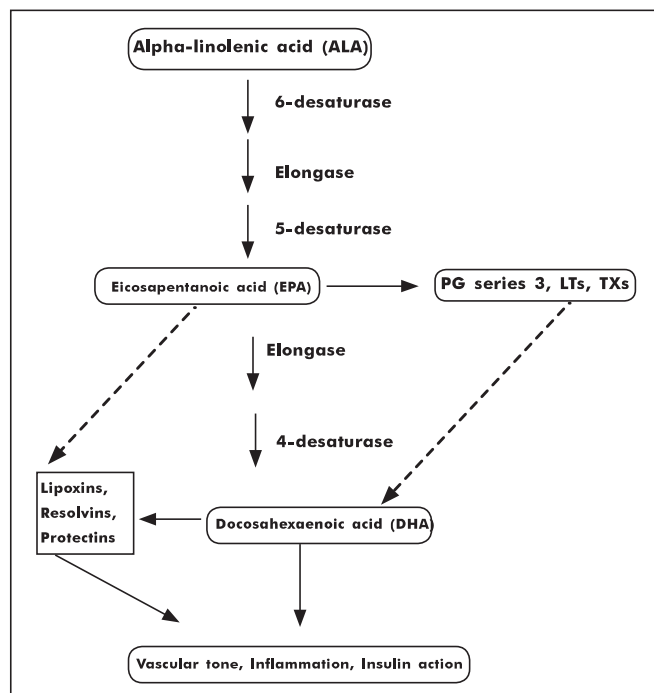 Alpha-linolenic acid (ALA)
6-desaturase
Elongase
5-desaturase
Eicosapentanoic acid (EPA)
PG series 3, LTs, TXs
Elongase
4-desaturase
Lipoxins,
Resolvins,
Protectins
Docosahexaenoic acid (DHA)
Vascular tone, Inflammation, Insulin action